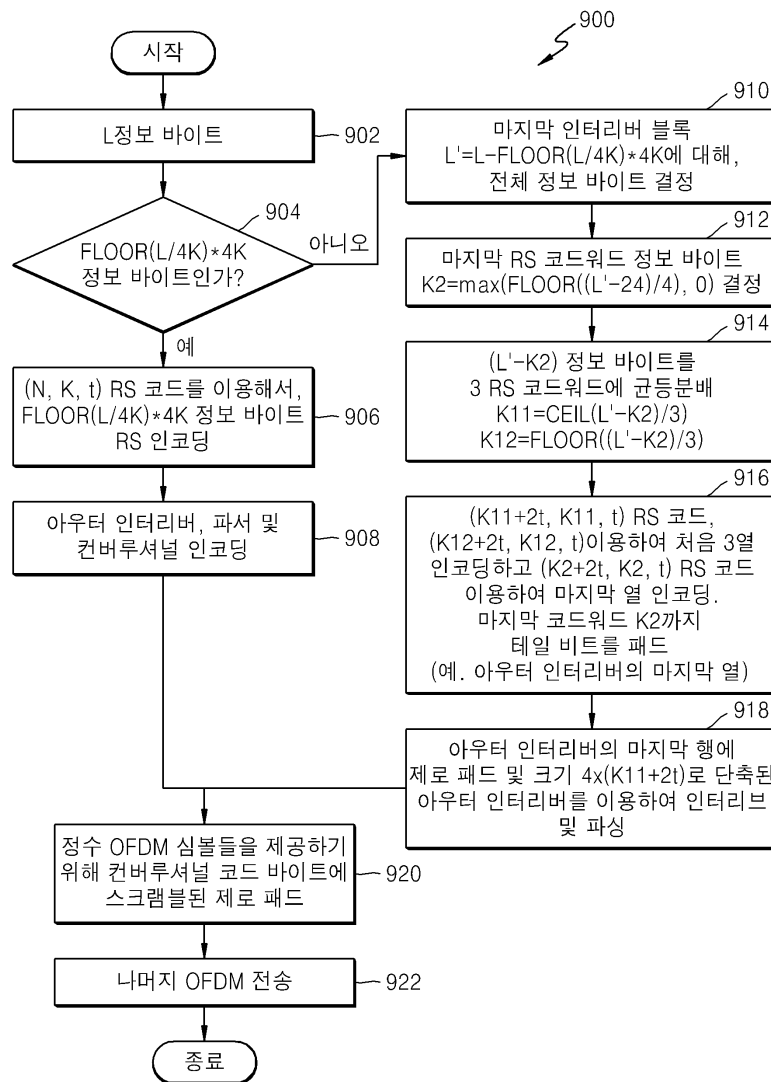 900
시작
L정보 바이트
902
904
FLOOR(L/4K)*4K
정보 바이트인가?
아니오
예
(N, K, t) RS 코드를 이용해서,
FLOOR(L/4K)*4K 정보 바이트
RS 인코딩
906
아우터 인터리버, 파서 및
컨버루셔널 인코딩
908
910
마지막 인터리버 블록
L'=L-FLOOR(L/4K)*4K에 대해,
전체 정보 바이트 결정
912
마지막 RS 코드워드 정보 바이트
K2=max(FLOOR((L'-24)/4), 0) 결정
914
(L'-K2) 정보 바이트를
3 RS 코드워드에 균등분배
K11=CEIL(L'-K2)/3)
K12=FLOOR((L'-K2)/3)
916
(K11+2t, K11, t) RS 코드,
(K12+2t, K12, t)이용하여 처음 3열
인코딩하고 (K2+2t, K2, t) RS 코드
이용하여 마지막 열 인코딩.
마지막 코드워드 K2까지
테일 비트를 패드
(예. 아우터 인터리버의 마지막 열)
918
아우터 인터리버의 마지막 행에
제로 패드 및 크기 4x(K11+2t)로 단축된
아우터 인터리버를 이용하여 인터리브
및 파싱
정수 OFDM 심볼들을 제공하기
위해 컨버루셔널 코드 바이트에
스크램블된 제로 패드
920
나머지 OFDM 전송
922
종료